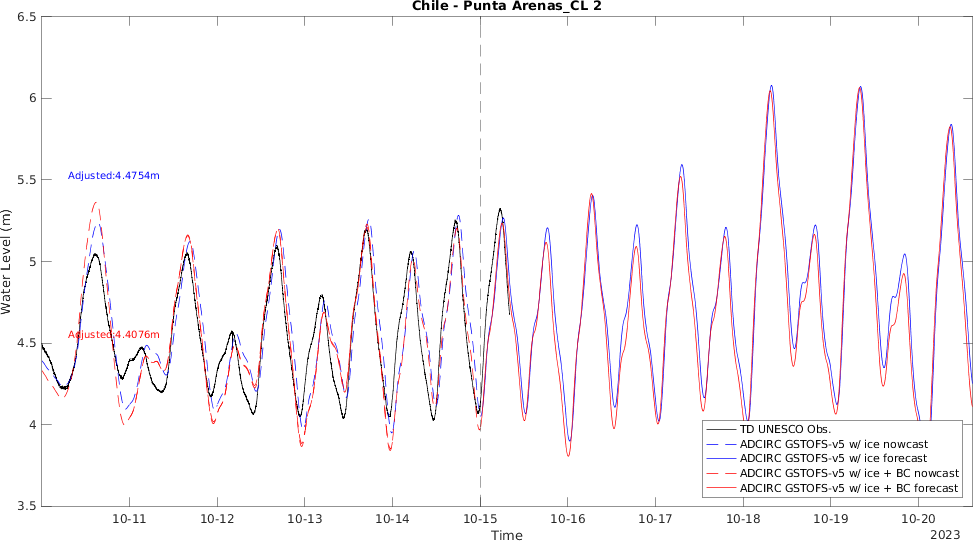 Chile - Punta Arenas_CL 2
6.5
6
5.5
5
4.5
4
3.5
Water Level (m)
Adjusted:4.4754m
Adjusted:4.4076m
TD UNESCO Obs.
ADCIRC GSTOFS-v5 w/ ice nowcast
ADCIRC GSTOFS-v5 w/ ice forecast
ADCIRC GSTOFS-v5 w/ ice + BC nowcast
ADCIRC GSTOFS-v5 w/ ice + BC forecast
10-11 10-12 10-13 10-14 10-15 10-16 10-17 10-18 10-19 10-20
Time
2023